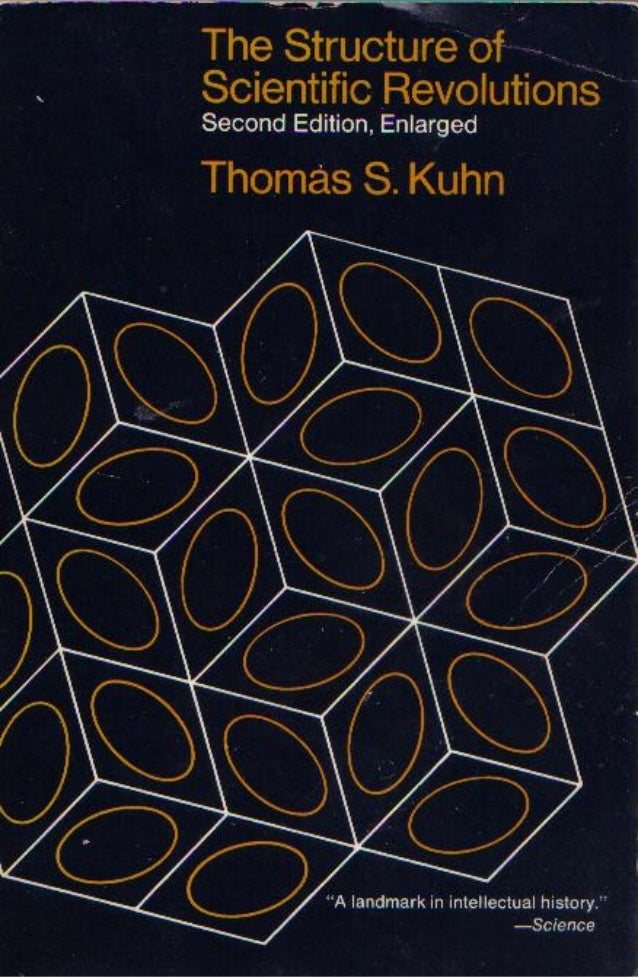 The Structure of
Scientific Revolutions
Second Edition, Enlarged
Thomas S. Kuhn
“A landmark in intellectual history.”
—Science